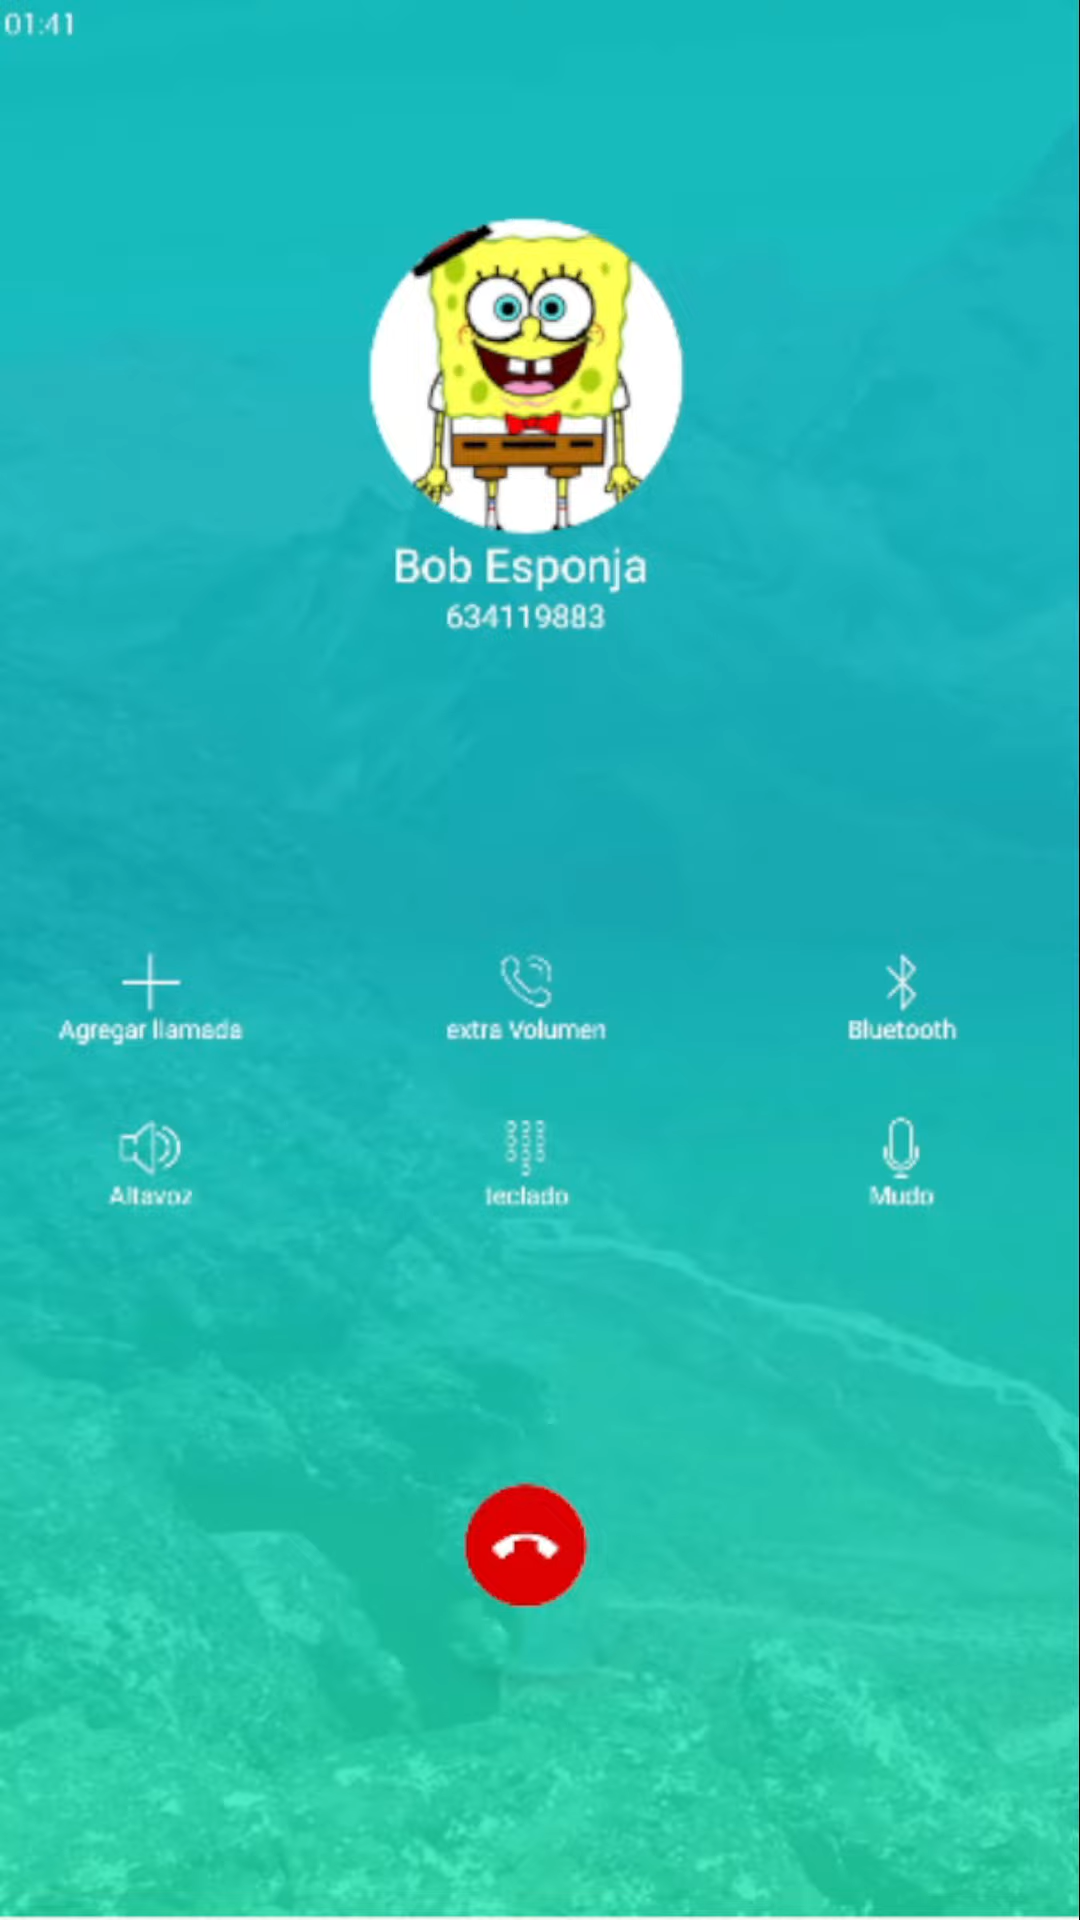 01:41
Bob Esponja
634119883
Agregar llamada
extra Volumen
Bluetooth
Altavoz
teclado
Mudo